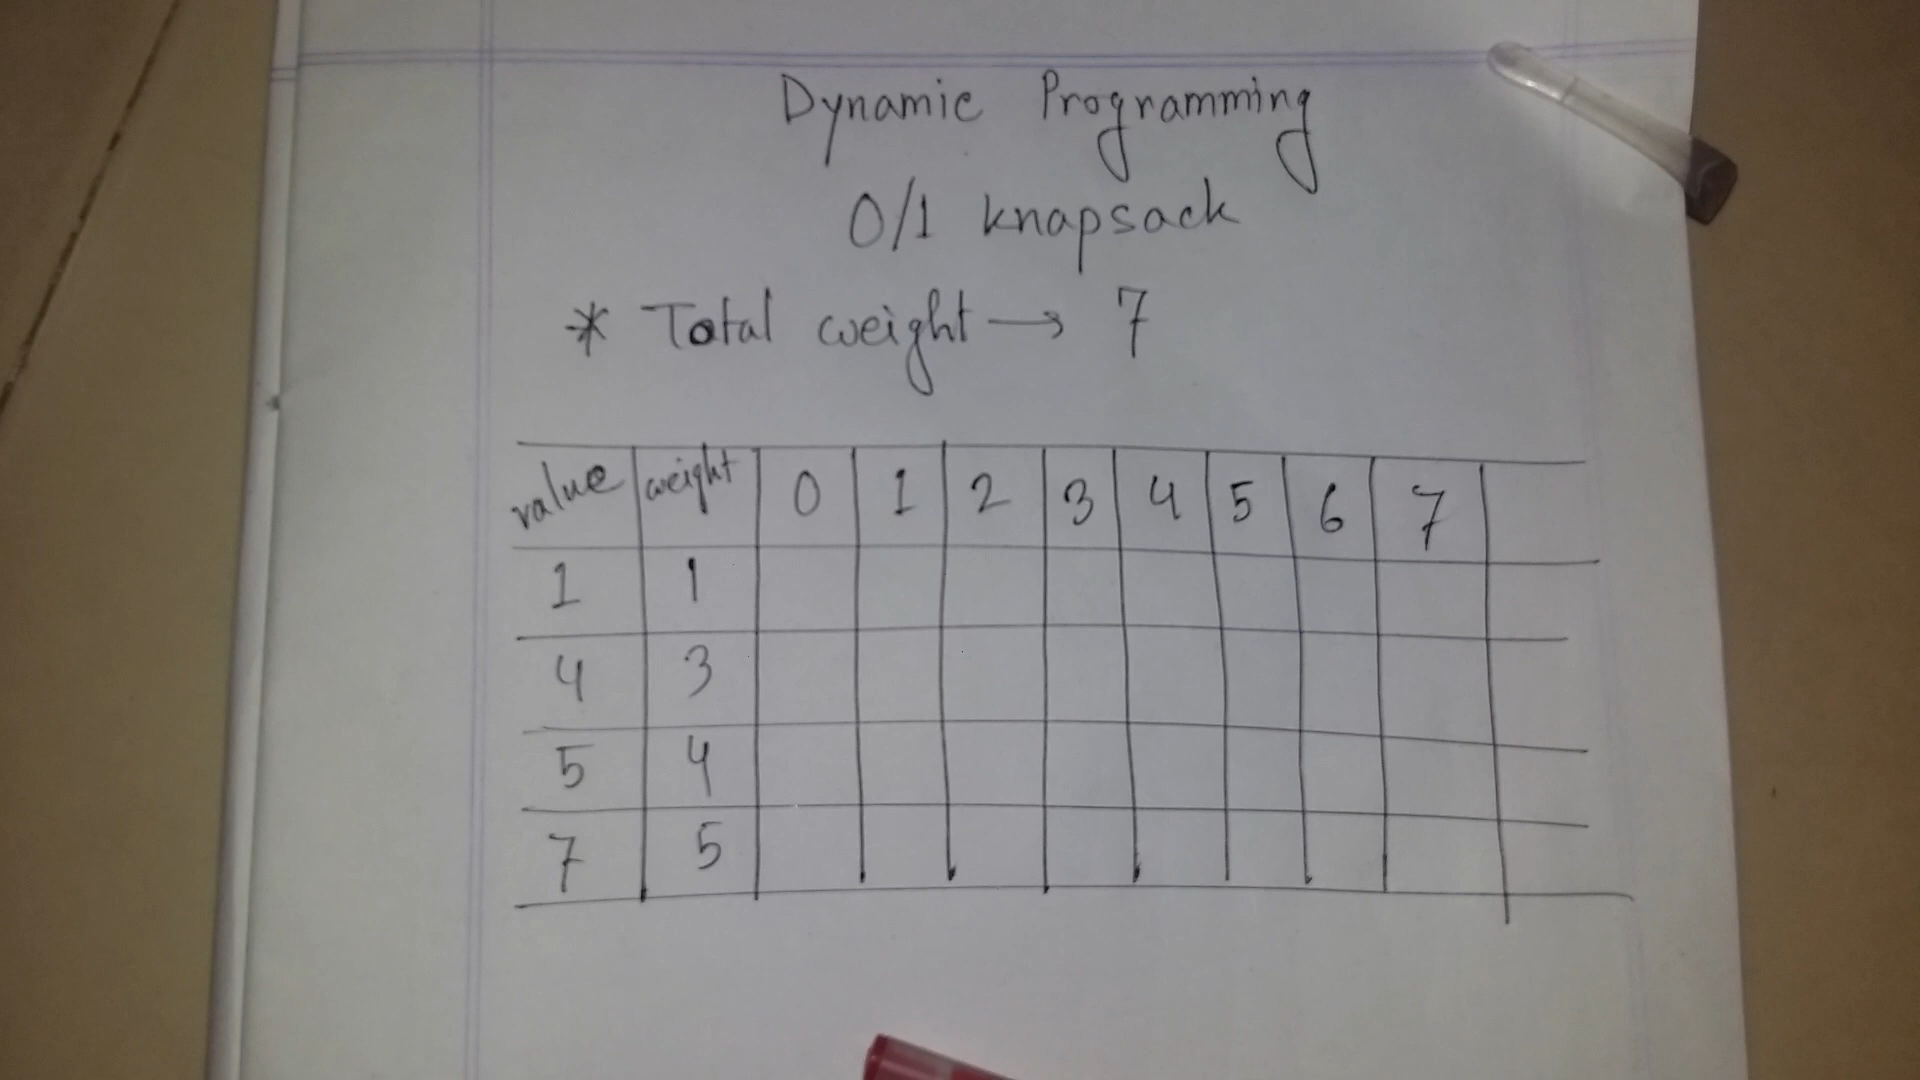 Dynamic Programming
0/1 knapsack
* Total weight → 7
value weight 0 1 2 3 4 5 6 7
1 1
4 3
5 4
7 5